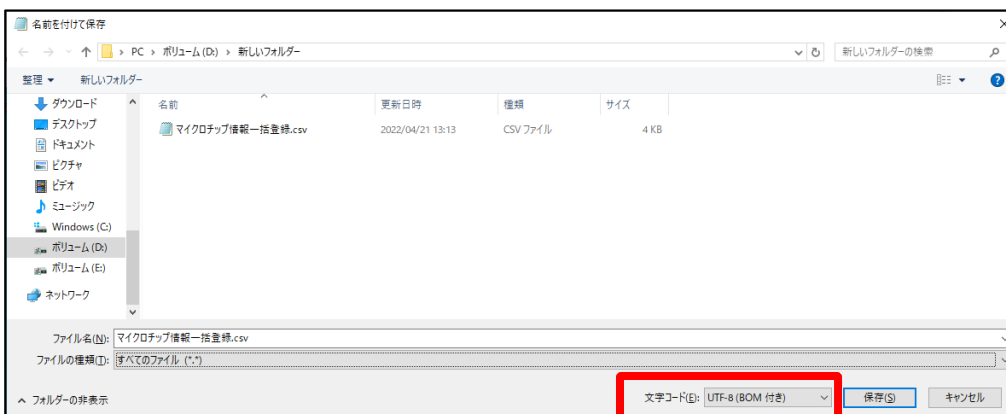 名前を付けて保存
PC › ボリューム (D:) › 新しいフォルダー
新しいフォルダーの検索
整理 新しいフォルダー
ダウンロード
デスクトップ
ドキュメント
ピクチャ
ビデオ
ミュージック
Windows (C:)
ボリューム (D:)
ボリューム (E:)
ネットワーク
名前 更新日時 種類 サイズ
マイクロチップ情報一括登録.csv 2022/04/21 13:13 CSV ファイル 4 KB
ファイル名(N): マイクロチップ情報一括登録.csv
ファイルの種類(T): すべてのファイル (*.*)
フォルダーの非表示
文字コード(E): UTF-8 (BOM 付き) 保存(S) キャンセル